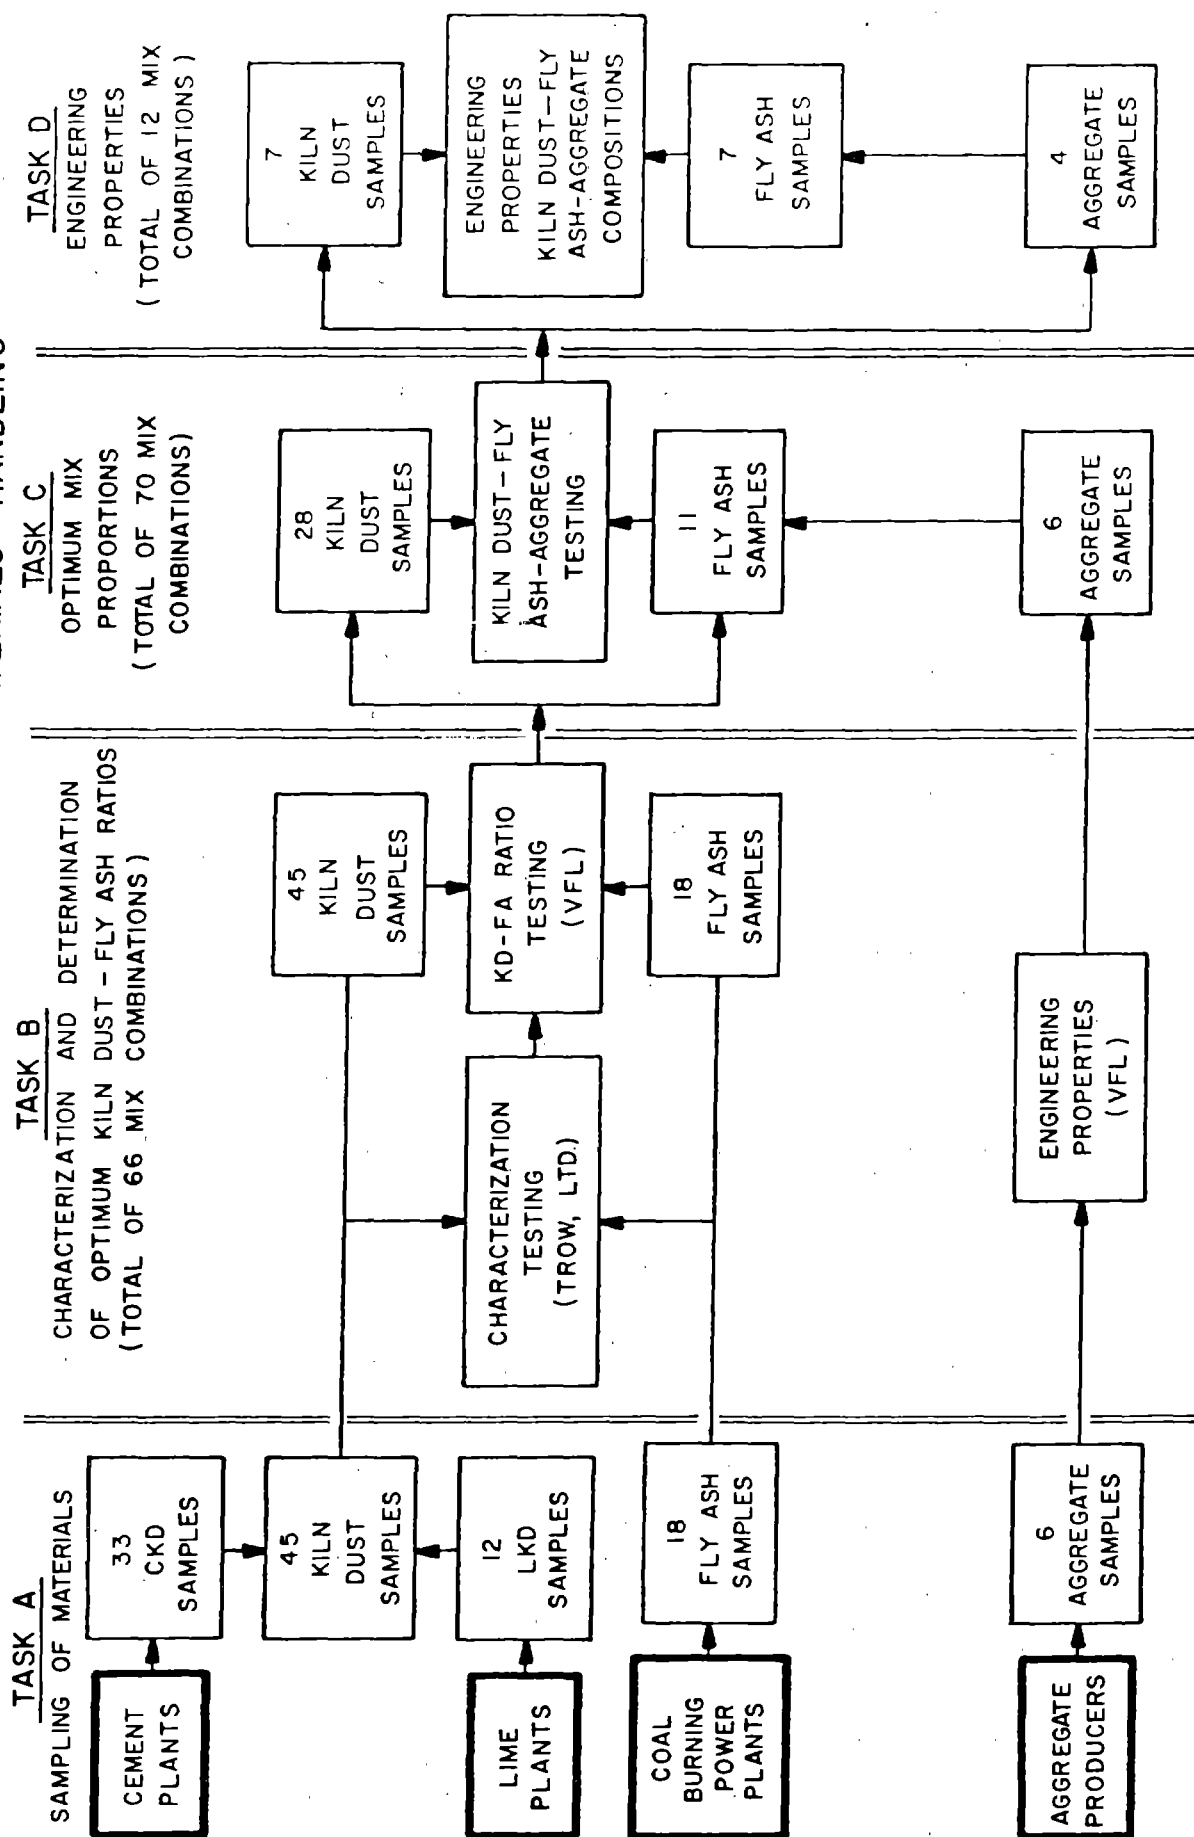 TASK A
SAMPLING OF MATERIALS
CEMENT
PLANTS
33
CKD
SAMPLES
45
KILN
DUST
SAMPLES
LIME
PLANTS
12
LKD
SAMPLES
COAL
BURNING
POWER
PLANTS
18
FLY ASH
SAMPLES
AGGREGATE
PRODUCERS
6
AGGREGATE
SAMPLES
TASK B
CHARACTERIZATION AND DETERMINATION
OF OPTIMUM KILN DUST-FLY ASH RATIOS
(TOTAL OF 66 MIX COMBINATIONS)
45
KILN
DUST
SAMPLES
CHARACTERIZATION
TESTING
(TROW, LTD.)
KD-FA RATIO
TESTING
(VFL)
18
FLY ASH
SAMPLES
ENGINEERING
PROPERTIES
(VFL)
TASK C
OPTIMUM MIX
PROPORTIONS
(TOTAL OF 70 MIX
COMBINATIONS)
28
KILN
DUST
SAMPLES
KILN DUST-FLY
ASH-AGGREGATE
TESTING
11
FLY ASH
SAMPLES
6
AGGREGATE
SAMPLES
TASK D
ENGINEERING
PROPERTIES
(TOTAL OF 12 MIX
COMBINATIONS)
7
KILN
DUST
SAMPLES
ENGINEERING
PROPERTIES
KILN DUST-FLY
ASH-AGGREGATE
COMPOSITIONS
7
FLY ASH
SAMPLES
4
AGGREGATE
SAMPLES